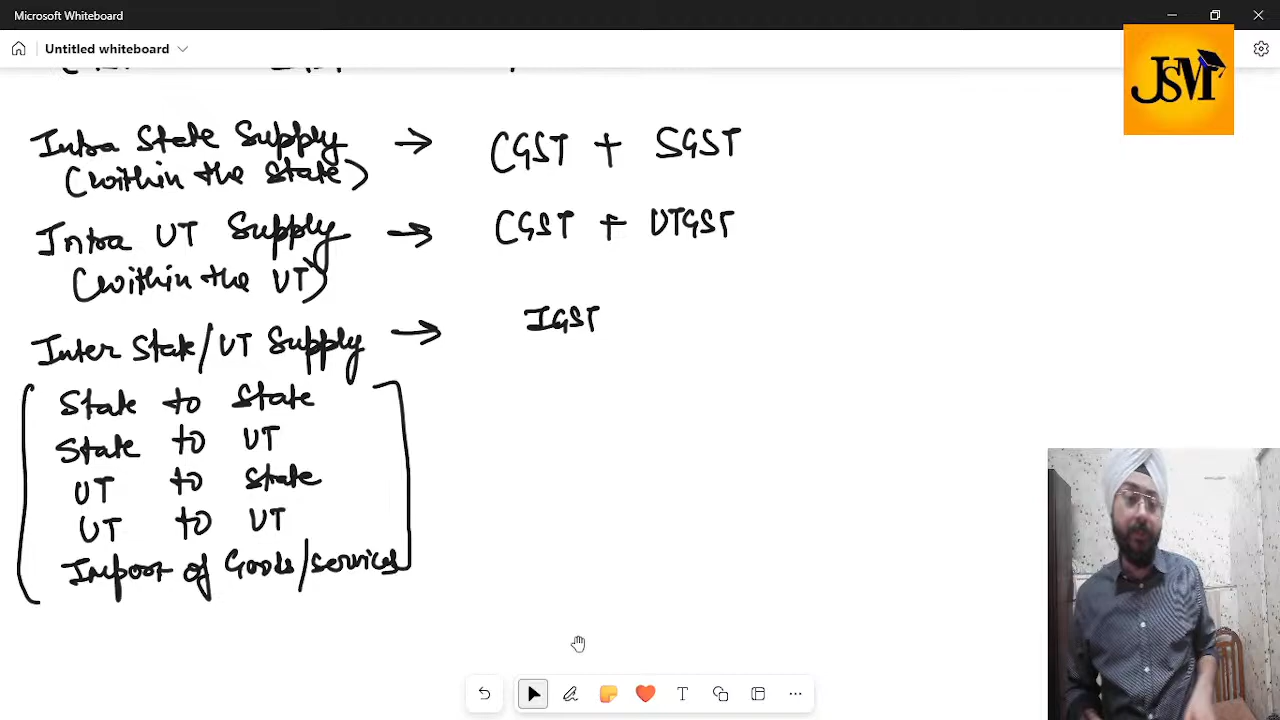 Microsoft Whiteboard
Untitled whiteboard
JSM
Intra State Supply → CGST + SGST
(within the State)
Intra UT Supply → CGST + UTGST
(within the UT)
Inter State/UT Supply → IGST
State to State
State to UT
UT to State
UT to UT
Import of Goods/services
T